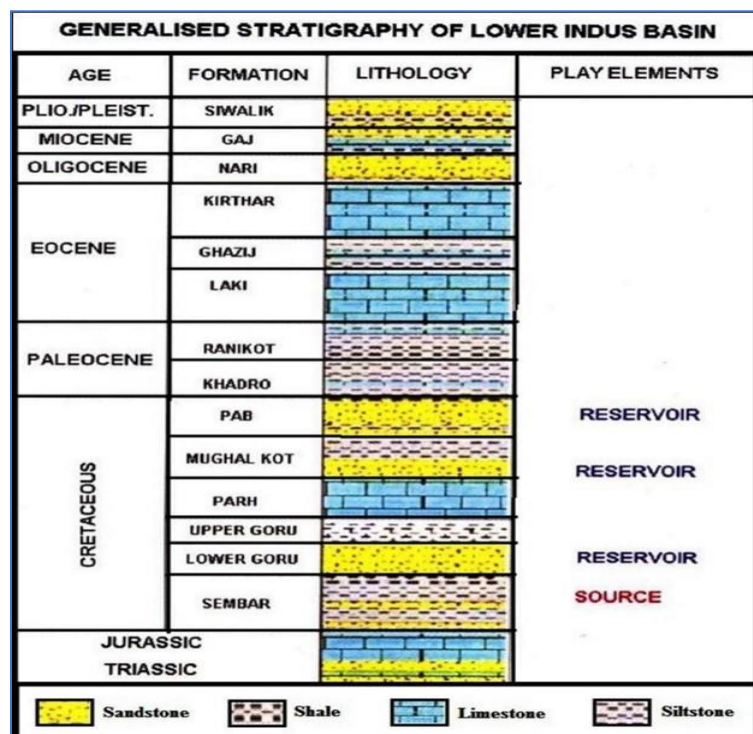 GENERALISED STRATIGRAPHY OF LOWER INDUS BASIN
AGE FORMATION LITHOLOGY PLAY ELEMENTS
PLIO./PLEIST. SIWALIK
MIOCENE GAJ
OLIGOCENE NARI
KIRTHAR
EOCENE GHAZIJ
LAKI
PALEOCENE RANIKOT
KHADRO
PAB RESERVOIR
MUGHAL KOT RESERVOIR
CRETACEOUS PARH
UPPER GORU
LOWER GORU RESERVOIR
SEMBAR SOURCE
JURASSIC
TRIASSIC
Sandstone Shale Limestone Siltstone